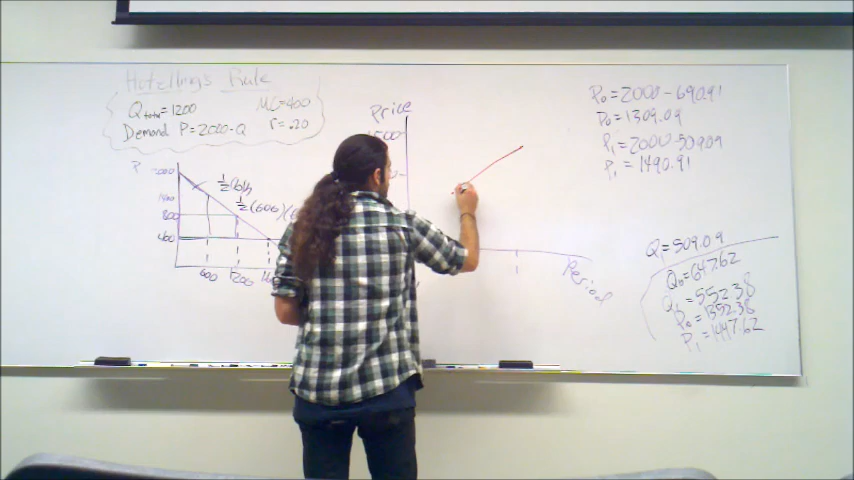 Hotelling's Rule
Qtotal=1200 MC=400
Demand P=2000-Q r=.20
P
2000
800
400
600 1200
Price
Period
P0=2000-690.91
P0=1309.09
P1=2000-509.09
P1=1490.91
Q1=509.09
Q0=647.62
Q1=552.38
P0=1352.38
P1=1447.62